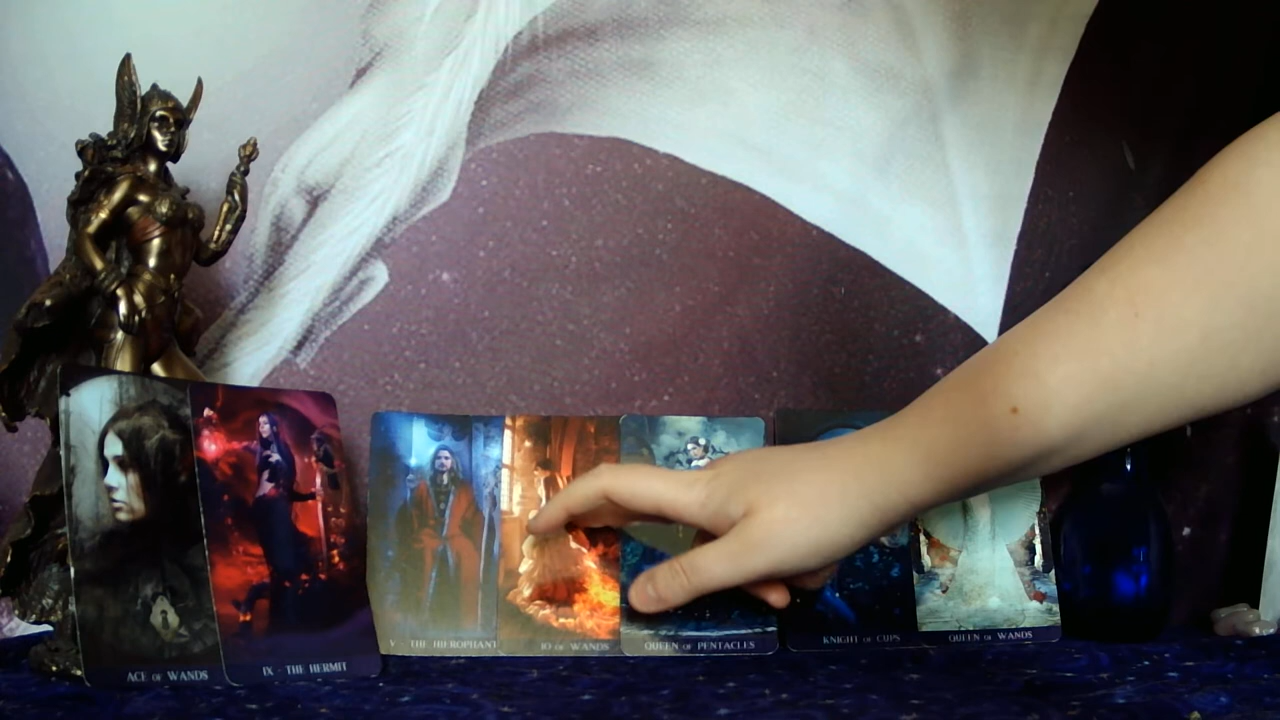 ACE OF WANDS
IX - THE HERMIT
V - THE HIEROPHANT
10 OF WANDS
QUEEN OF PENTACLES
KNIGHT OF CUPS
QUEEN OF WANDS